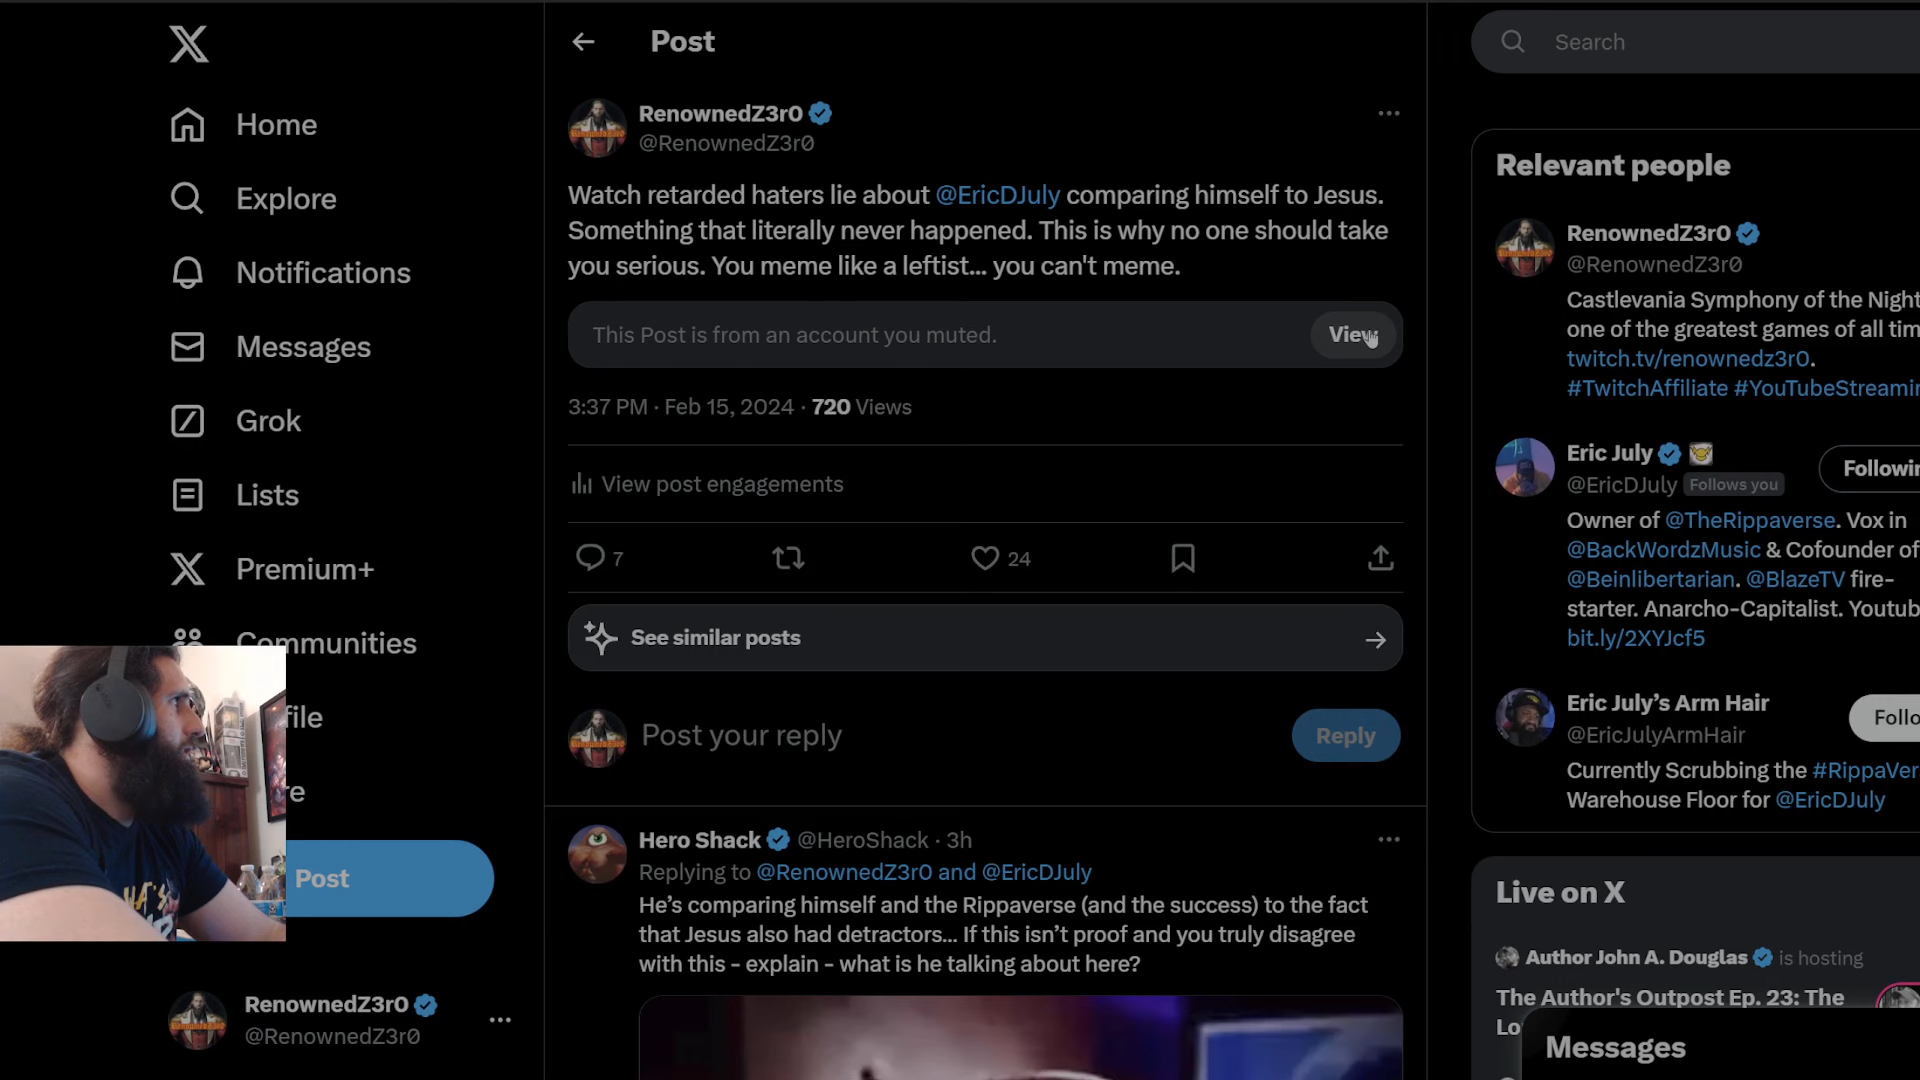 Home
Explore
Notifications
Messages
Grok
Lists
Premium+
Communities
file
re
Post
RenownedZ3r0
@RenownedZ3r0
Post
RenownedZ3r0
@RenownedZ3r0
Watch retarded haters lie about @EricDJuly comparing himself to Jesus.
Something that literally never happened. This is why no one should take
you serious. You meme like a leftist... you can't meme.
This Post is from an account you muted.
View
3:37 PM · Feb 15, 2024 · 720 Views
View post engagements
7
24
See similar posts
Post your reply
Reply
Hero Shack @HeroShack · 3h
Replying to @RenownedZ3r0 and @EricDJuly
He's comparing himself and the Rippaverse (and the success) to the fact
that Jesus also had detractors... If this isn't proof and you truly disagree
with this - explain - what is he talking about here?
Search
Relevant people
RenownedZ3r0
@RenownedZ3r0
Castlevania Symphony of the Night
one of the greatest games of all tim
twitch.tv/renownedz3r0.
#TwitchAffiliate #YouTubeStreamin
Eric July
@EricDJuly Follows you
Followin
Owner of @TheRippaverse. Vox in
@BackWordzMusic & Cofounder of
@Beinlibertarian. @BlazeTV fire-
starter. Anarcho-Capitalist. Youtub
bit.ly/2XYJcf5
Eric July's Arm Hair
@EricJulyArmHair
Follo
Currently Scrubbing the #RippaVer
Warehouse Floor for @EricDJuly
Live on X
Author John A. Douglas is hosting
The Author's Outpost Ep. 23: The
Lo
Messages